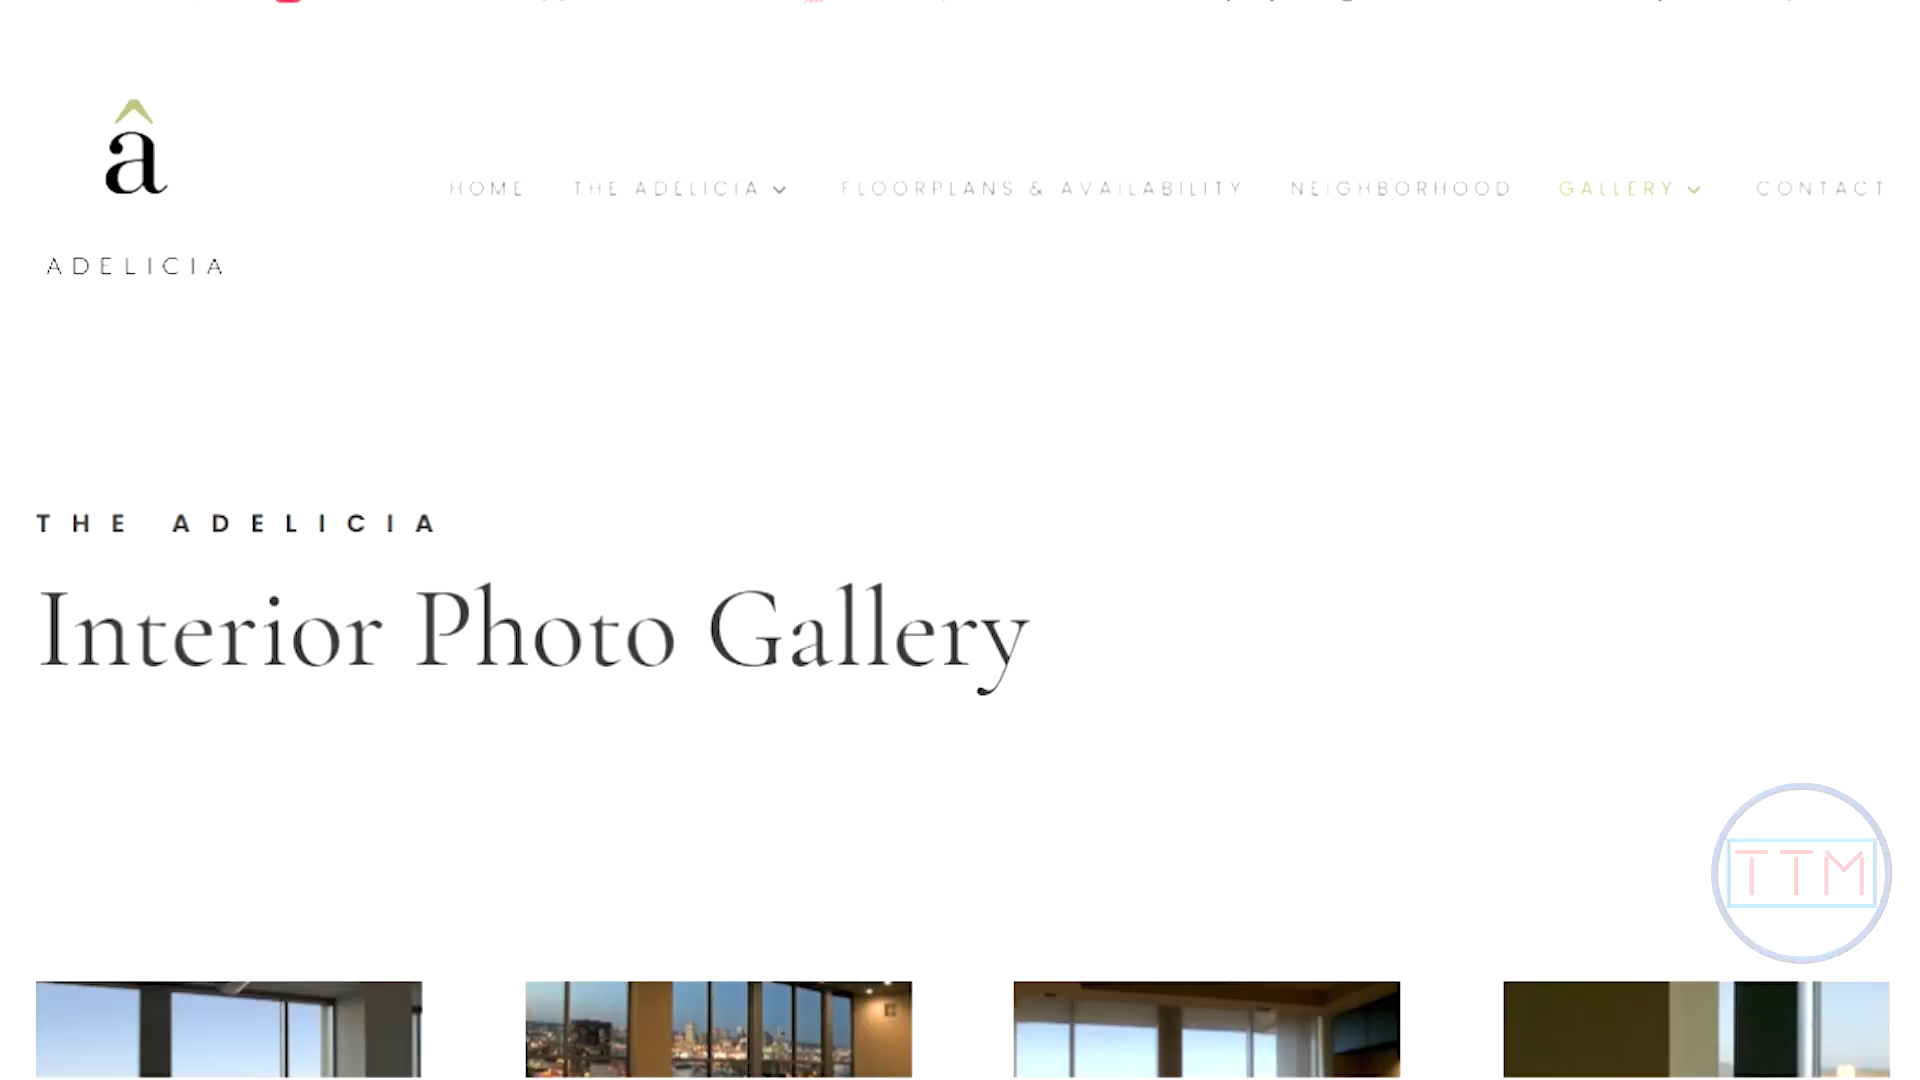 â
HOME THE ADELICIA FLOORPLANS & AVAILABILITY NEIGHBORHOOD GALLERY CONTACT
ADELICIA
THE ADELICIA
Interior Photo Gallery
TTM